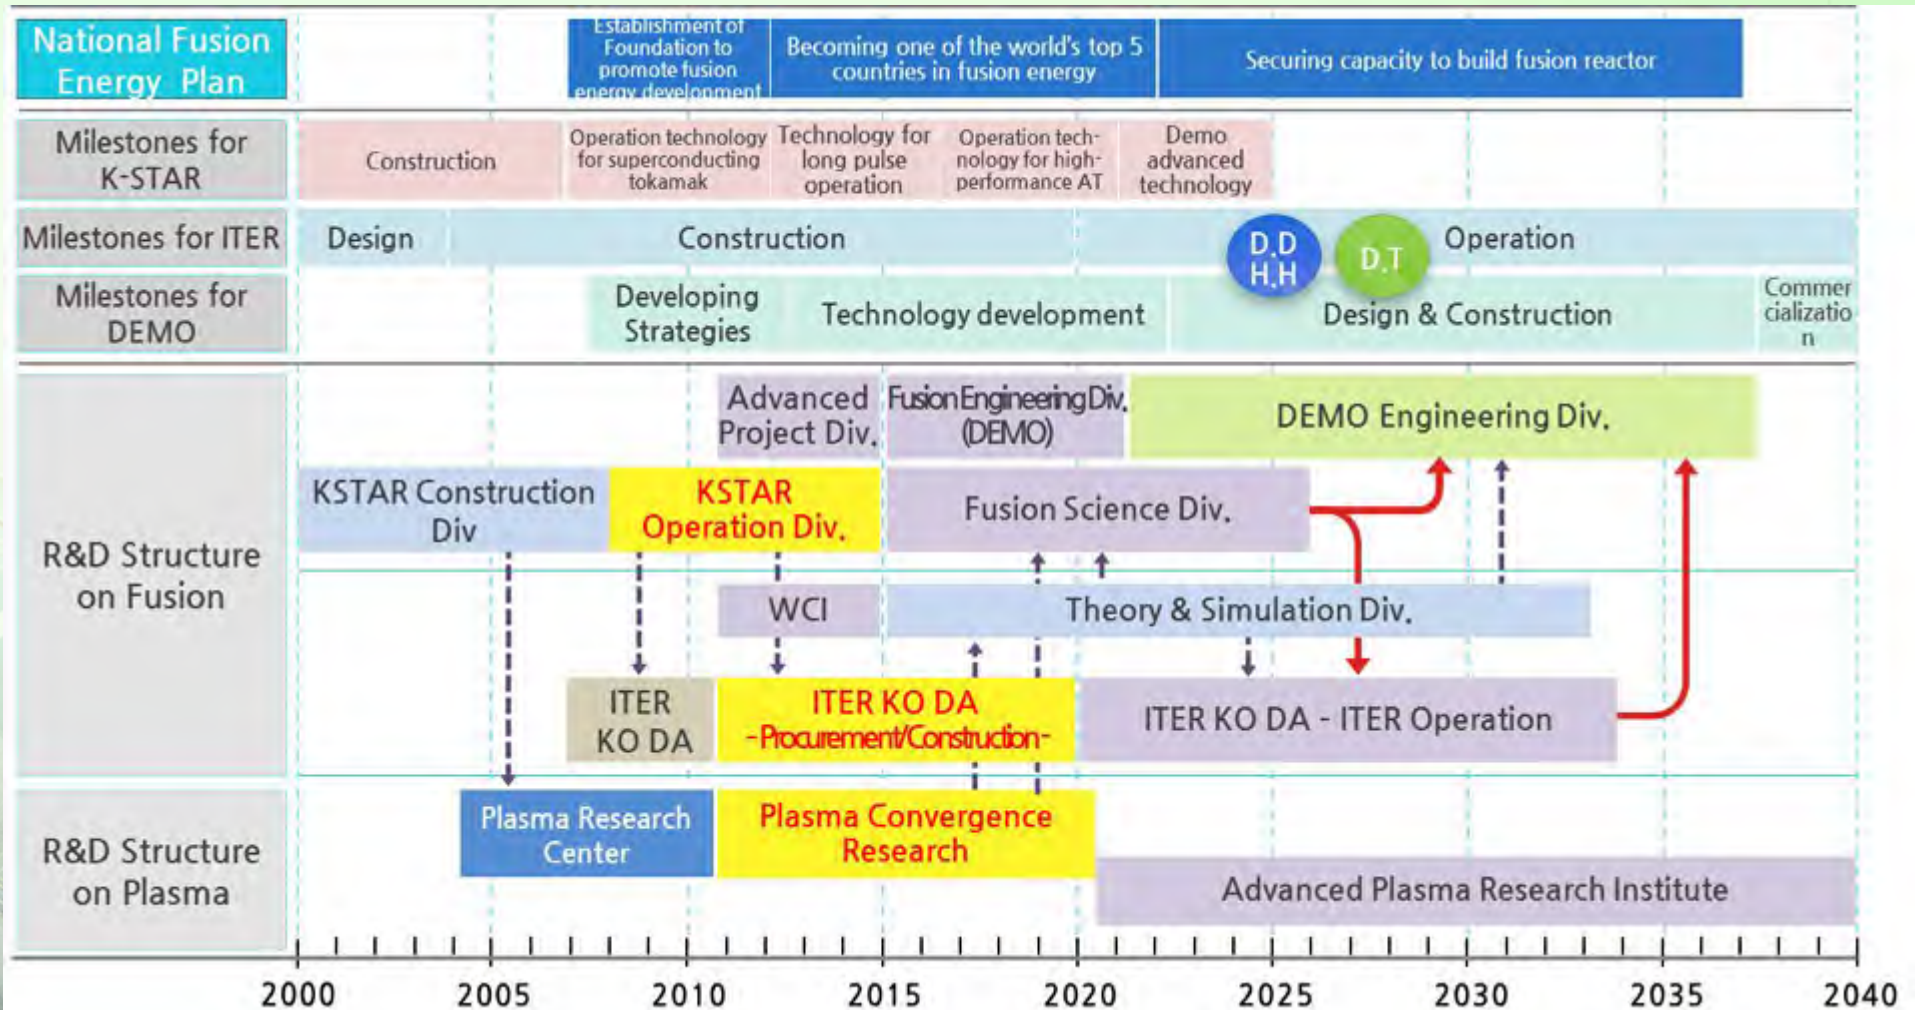 National Fusion
Energy Plan
Establishment of
Foundation to
promote fusion
energy development
Becoming one of the world's top 5
countries in fusion energy
Securing capacity to build fusion reactor
Milestones for
K-STAR
Construction
Operation technology
for superconducting
tokamak
Technology for
long pulse
operation
Operation tech-
nology for high-
performance AT
Demo
advanced
technology
Milestones for ITER
Design
Construction
D.D
H.H
D.T
Operation
Milestones for
DEMO
Developing
Strategies
Technology development
Design & Construction
Commer
cializatio
n
R&D Structure
on Fusion
Advanced
Project Div.
Fusion Engineering Div.
(DEMO)
DEMO Engineering Div.
KSTAR Construction
Div
KSTAR
Operation Div.
Fusion Science Div.
WCI
Theory & Simulation Div.
ITER
KO DA
ITER KO DA
-Procurement/Construction-
ITER KO DA - ITER Operation
R&D Structure
on Plasma
Plasma Research
Center
Plasma Convergence
Research
Advanced Plasma Research Institute
2000 2005 2010 2015 2020 2025 2030 2035 2040